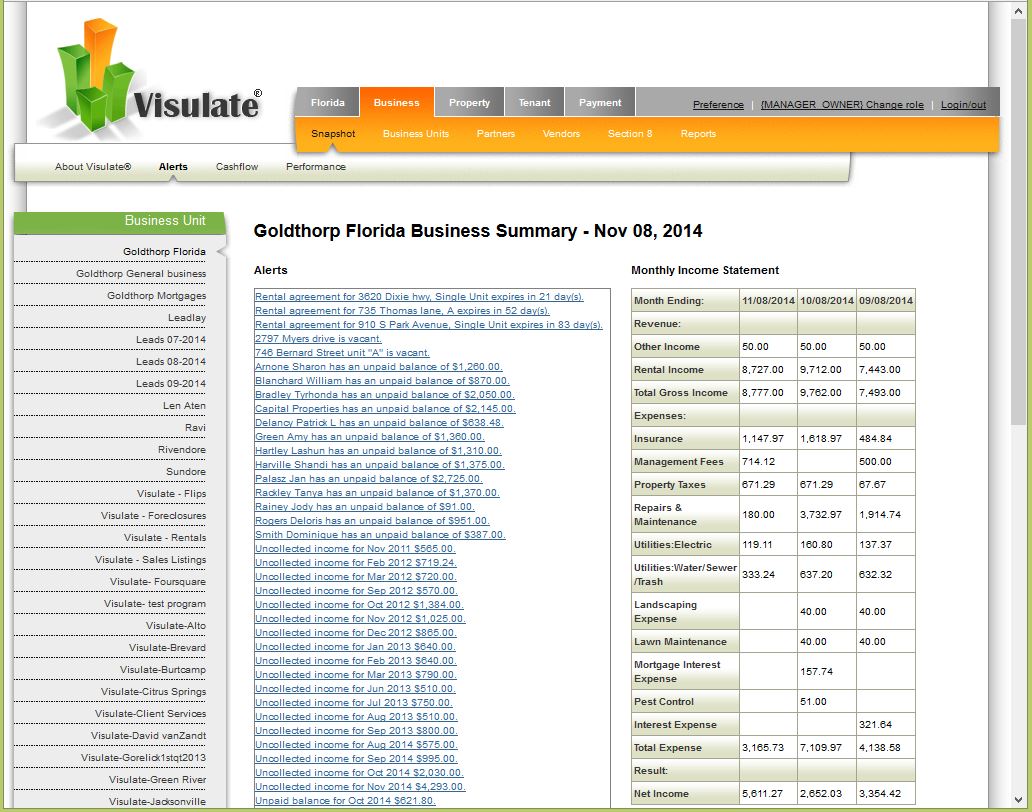 Visulate®
Florida Business Property Tenant Payment
Preference | {MANAGER_OWNER} Change role | Login/out
Snapshot Business Units Partners Vendors Section 8 Reports
About Visulate® Alerts Cashflow Performance
Business Unit
Goldthorp Florida
Goldthorp General business
Goldthorp Mortgages
Leadlay
Leads 07-2014
Leads 08-2014
Leads 09-2014
Len Aten
Ravi
Rivendore
Sundore
Visulate - Flips
Visulate - Foreclosures
Visulate - Rentals
Visulate - Sales Listings
Visulate- Foursquare
Visulate- test program
Visulate-Alto
Visulate-Brevard
Visulate-Burtcamp
Visulate-Citrus Springs
Visulate-Client Services
Visulate-David vanZandt
Visulate-Gorelick1stqt2013
Visulate-Green River
Visulate-Jacksonville
Goldthorp Florida Business Summary - Nov 08, 2014
Alerts
Rental agreement for 3620 Dixie hwy, Single Unit expires in 21 day(s).
Rental agreement for 735 Thomas lane, A expires in 52 day(s).
Rental agreement for 910 S Park Avenue, Single Unit expires in 83 day(s).
2797 Myers drive is vacant.
746 Bernard Street unit "A" is vacant.
Arnone Sharon has an unpaid balance of $1,260.00.
Blanchard William has an unpaid balance of $870.00.
Bradley Tyrhonda has an unpaid balance of $2,050.00.
Capital Properties has an unpaid balance of $2,145.00.
Delancy Patrick L has an unpaid balance of $638.48.
Green Amy has an unpaid balance of $1,360.00.
Hartley Lashun has an unpaid balance of $1,310.00.
Harville Shandi has an unpaid balance of $1,375.00.
Palasz Jan has an unpaid balance of $2,725.00.
Rackley Tanya has an unpaid balance of $1,370.00.
Rainey Jody has an unpaid balance of $91.00.
Rogers Deloris has an unpaid balance of $951.00.
Smith Dominique has an unpaid balance of $387.00.
Uncollected income for Nov 2011 $565.00.
Uncollected income for Feb 2012 $719.24.
Uncollected income for Mar 2012 $720.00.
Uncollected income for Sep 2012 $570.00.
Uncollected income for Oct 2012 $1,384.00.
Uncollected income for Nov 2012 $1,025.00.
Uncollected income for Dec 2012 $865.00.
Uncollected income for Jan 2013 $640.00.
Uncollected income for Feb 2013 $640.00.
Uncollected income for Mar 2013 $790.00.
Uncollected income for Jun 2013 $510.00.
Uncollected income for Jul 2013 $750.00.
Uncollected income for Aug 2013 $510.00.
Uncollected income for Sep 2013 $800.00.
Uncollected income for Aug 2014 $575.00.
Uncollected income for Sep 2014 $995.00.
Uncollected income for Oct 2014 $2,030.00.
Uncollected income for Nov 2014 $4,293.00.
Unpaid balance for Oct 2014 $621.80.
Monthly Income Statement
Month Ending: 11/08/2014 10/08/2014 09/08/2014
Revenue:
Other Income 50.00 50.00 50.00
Rental Income 8,727.00 9,712.00 7,443.00
Total Gross Income 8,777.00 9,762.00 7,493.00
Expenses:
Insurance 1,147.97 1,618.97 484.84
Management Fees 714.12 500.00
Property Taxes 671.29 671.29 67.67
Repairs &
Maintenance 180.00 3,732.97 1,914.74
Utilities:Electric 119.11 160.80 137.37
Utilities:Water/Sewer
/Trash 333.24 637.20 632.32
Landscaping
Expense 40.00 40.00
Lawn Maintenance 40.00 40.00
Mortgage Interest
Expense 157.74
Pest Control 51.00
Interest Expense 321.64
Total Expense 3,165.73 7,109.97 4,138.58
Result:
Net Income 5,611.27 2,652.03 3,354.42